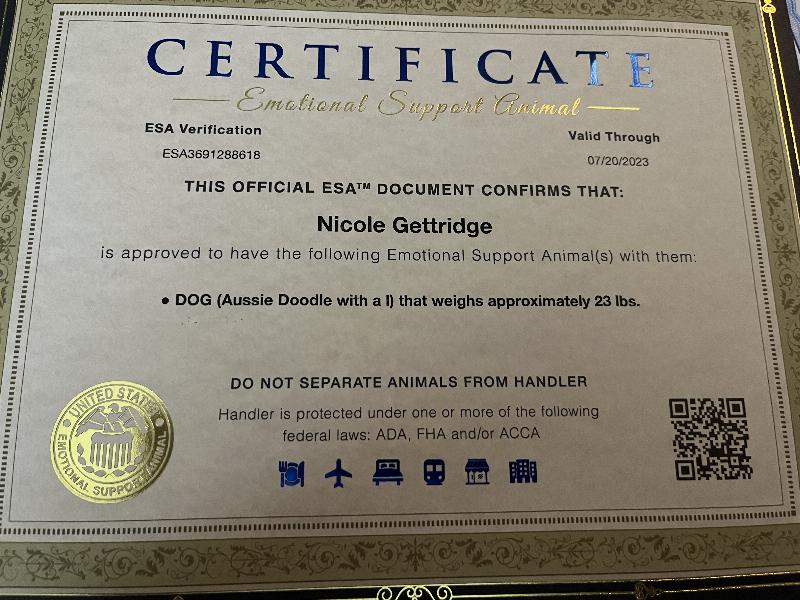 CERTIFICATE
Emotional Support Animal
ESA Verification
ESA3691288618
Valid Through
07/20/2023
THIS OFFICIAL ESA™ DOCUMENT CONFIRMS THAT:
Nicole Gettridge
is approved to have the following Emotional Support Animal(s) with them:
• DOG (Aussie Doodle with a l) that weighs approximately 23 lbs.
DO NOT SEPARATE ANIMALS FROM HANDLER
Handler is protected under one or more of the following
federal laws: ADA, FHA and/or ACCA
UNITED STATES
EMOTIONAL SUPPORT ANIMAL